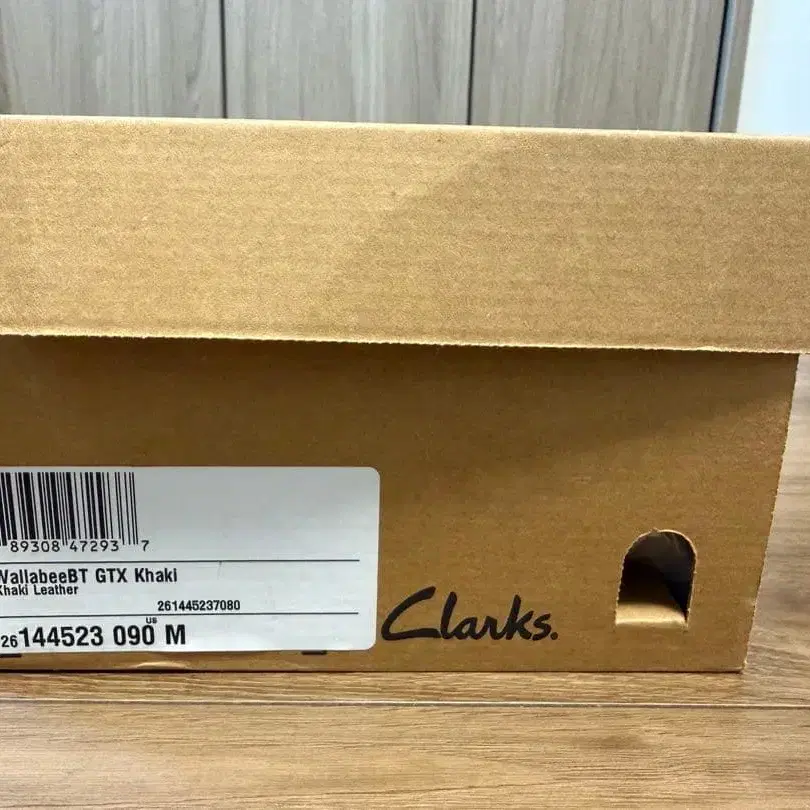 89308 47293 7
WallabeeBT GTX Khaki
Khaki Leather
261445237080
US
26144523 090 M
Clarks.